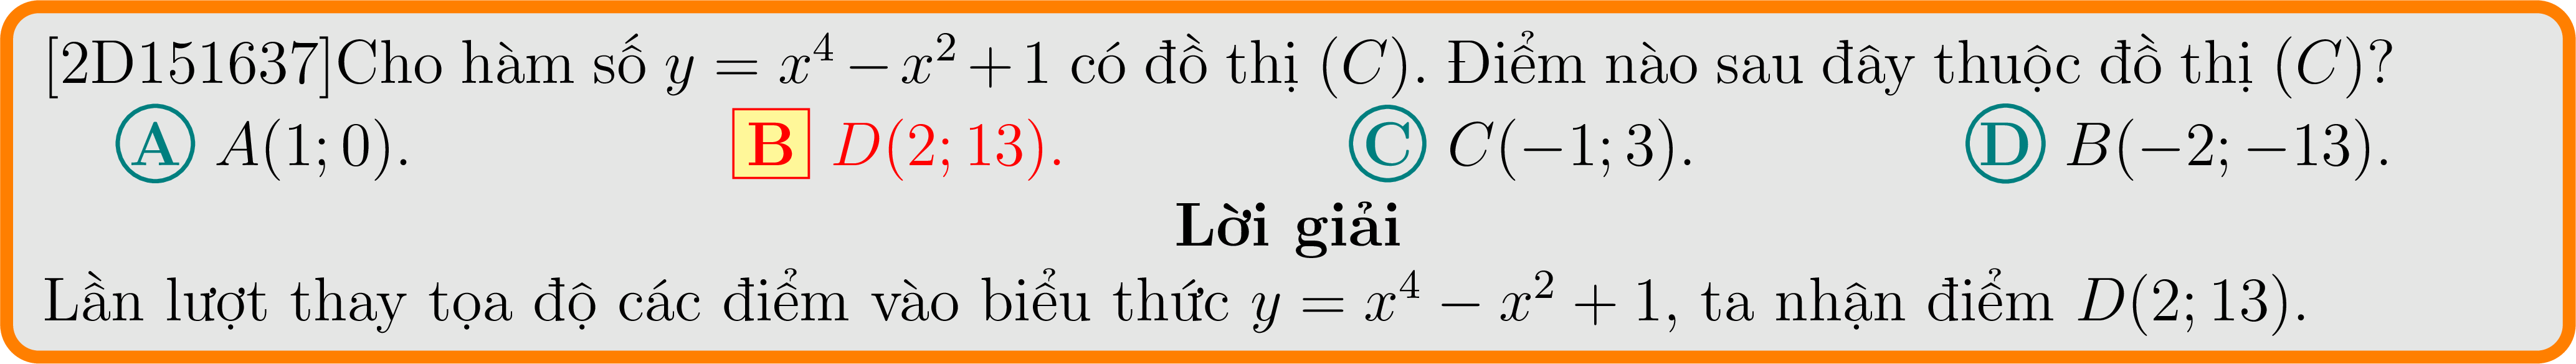 [2D151637]Cho hàm số $y = x^4 - x^2 + 1$ có đồ thị $(C)$. Điểm nào sau đây thuộc đồ thị $(C)$?
A $A(1; 0)$. B $D(2; 13)$. C $C(-1; 3)$. D $B(-2; -13)$.
Lời giải
Lần lượt thay tọa độ các điểm vào biểu thức $y = x^4 - x^2 + 1$, ta nhận điểm $D(2; 13)$.